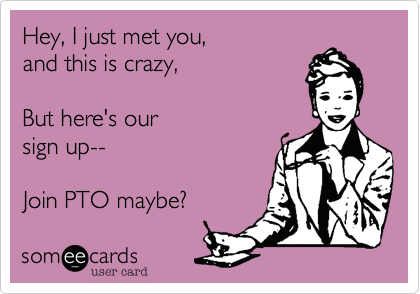 Hey, I just met you,
and this is crazy,
But here's our
sign up--
Join PTO maybe?
someecards
user card